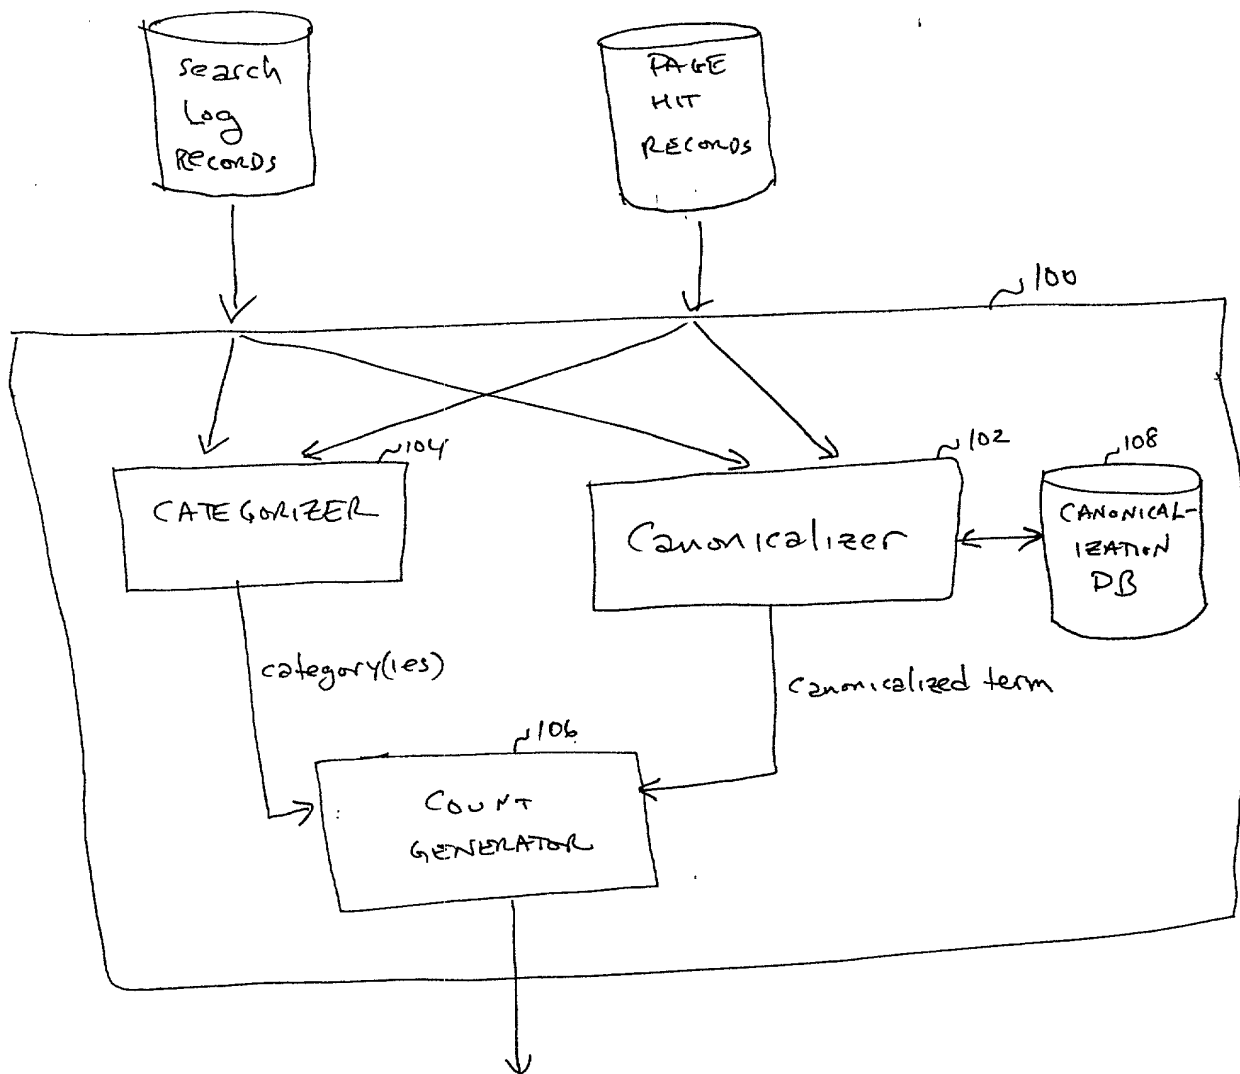 Search
Log
RECORDS
PAGE
HIT
RECORDS
100
104
CATEGORIZER
102
Canonicalizer
108
CANONICAL-
IZATION
DB
category(ies)
Canonicalized term
106
COUNT
GENERATOR